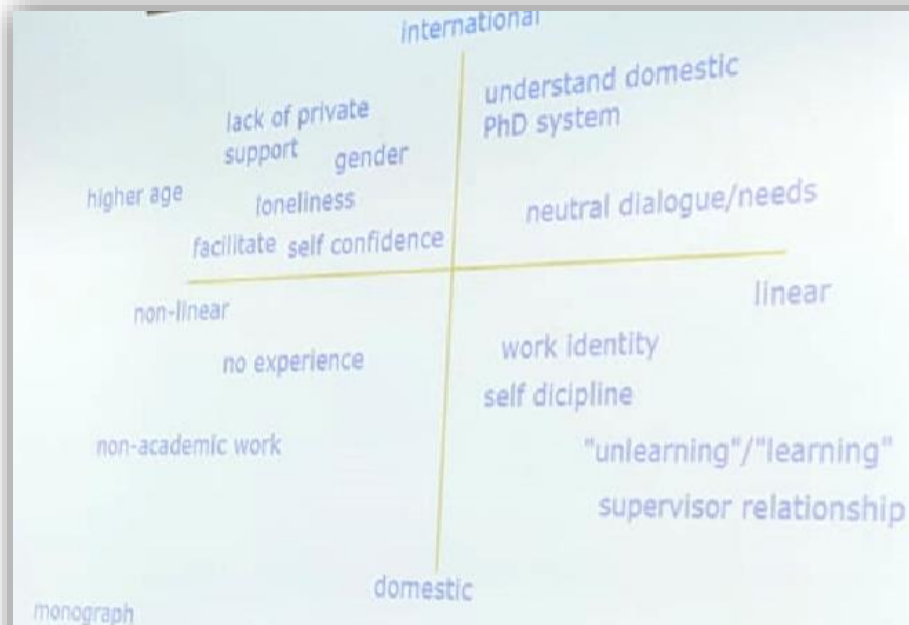 international
understand domestic
PhD system
lack of private
support
gender
higher age
loneliness
neutral dialogue/needs
facilitate
self confidence
non-linear
linear
no experience
work identity
self dicipline
non-academic work
"unlearning"/"learning"
supervisor relationship
domestic
monograph